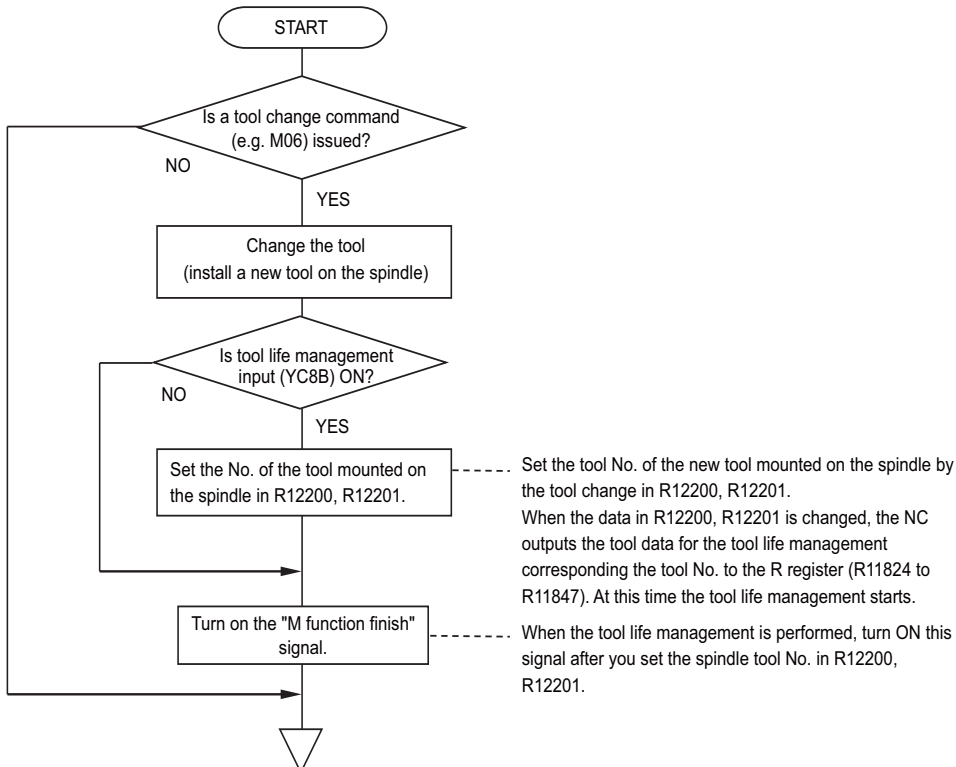 START
Is a tool change command
(e.g. M06) issued?
NO
YES
Change the tool
(install a new tool on the spindle)
Is tool life management
input (YC8B) ON?
NO
YES
Set the No. of the tool mounted on
the spindle in R12200, R12201.
Set the tool No. of the new tool mounted on the spindle by
the tool change in R12200, R12201.
When the data in R12200, R12201 is changed, the NC
outputs the tool data for the tool life management
corresponding the tool No. to the R register (R11824 to
R11847). At this time the tool life management starts.
Turn on the "M function finish"
signal.
When the tool life management is performed, turn ON this
signal after you set the spindle tool No. in R12200,
R12201.